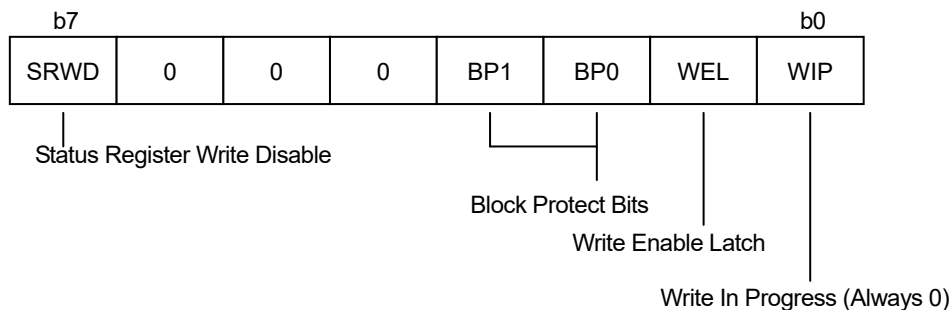 b7 b0
SRWD 0 0 0 BP1 BP0 WEL WIP
Status Register Write Disable
Block Protect Bits
Write Enable Latch
Write In Progress (Always 0)